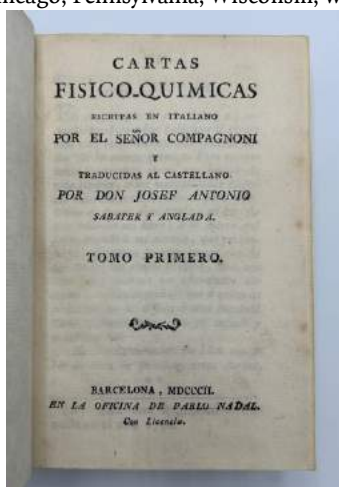 Pennsylvania, Wisconsin,
CARTAS
FISICO-QUIMICAS
ESCRITAS EN ITALIANO
POR EL SEÑOR COMPAGNONI
Y
TRADUCIDAS AL CASTELLANO
POR DON JOSEF ANTONIO
SABATER Y ANGLADA.
TOMO PRIMERO.
BARCELONA, MDCCCII.
EN LA OFICINA DE PABLO NADAL.
Con Licencia.